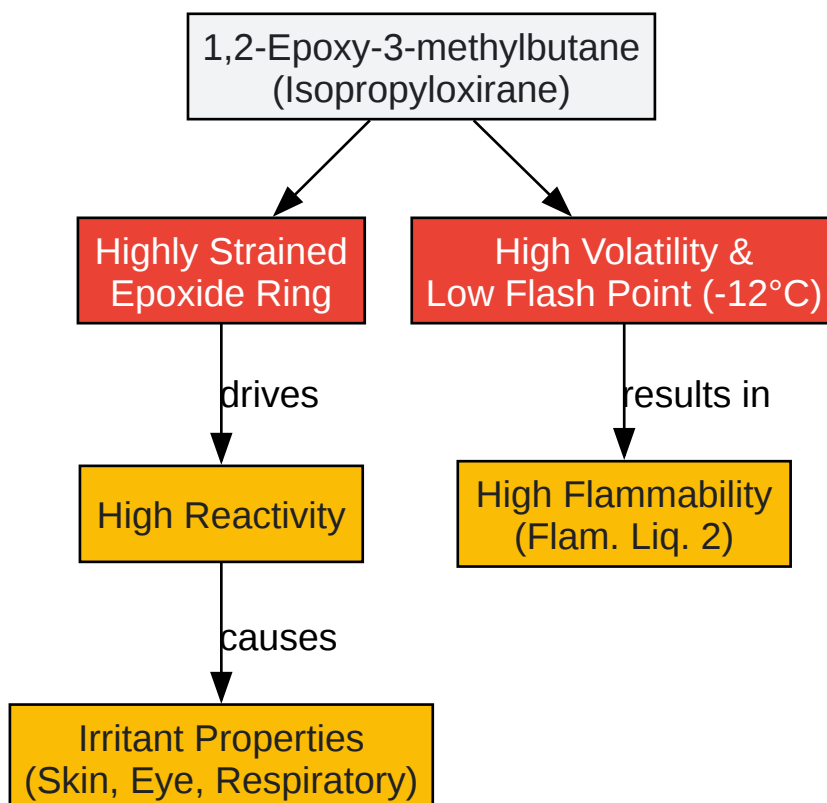 1,2-Epoxy-3-methylbutane
(Isopropyloxirane)
Highly Strained
Epoxide Ring
High Volatility &
Low Flash Point (-12°C)
drives
results in
High Reactivity
High Flammability
(Flam. Liq. 2)
causes
Irritant Properties
(Skin, Eye, Respiratory)